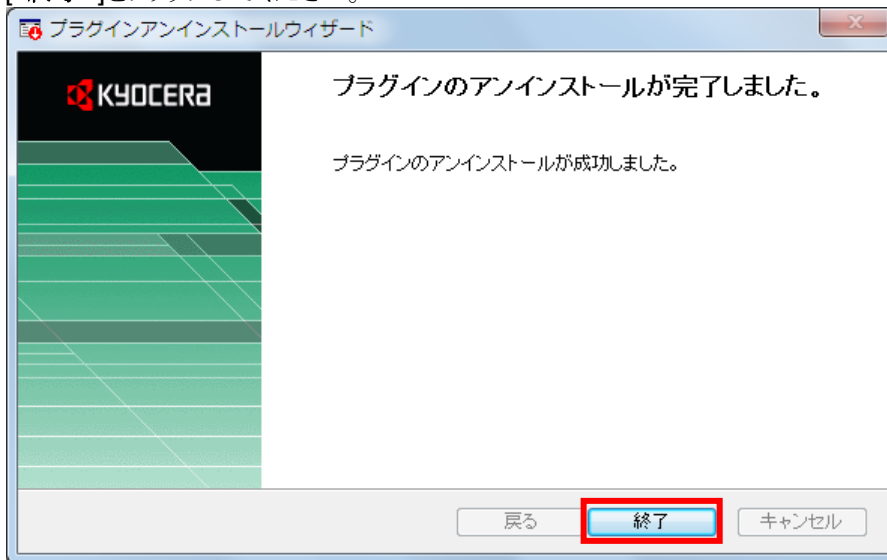 プラグインアンインストールウィザード
KYOCERA
プラグインのアンインストールが完了しました。
プラグインのアンインストールが成功しました。
戻る
終了
キャンセル